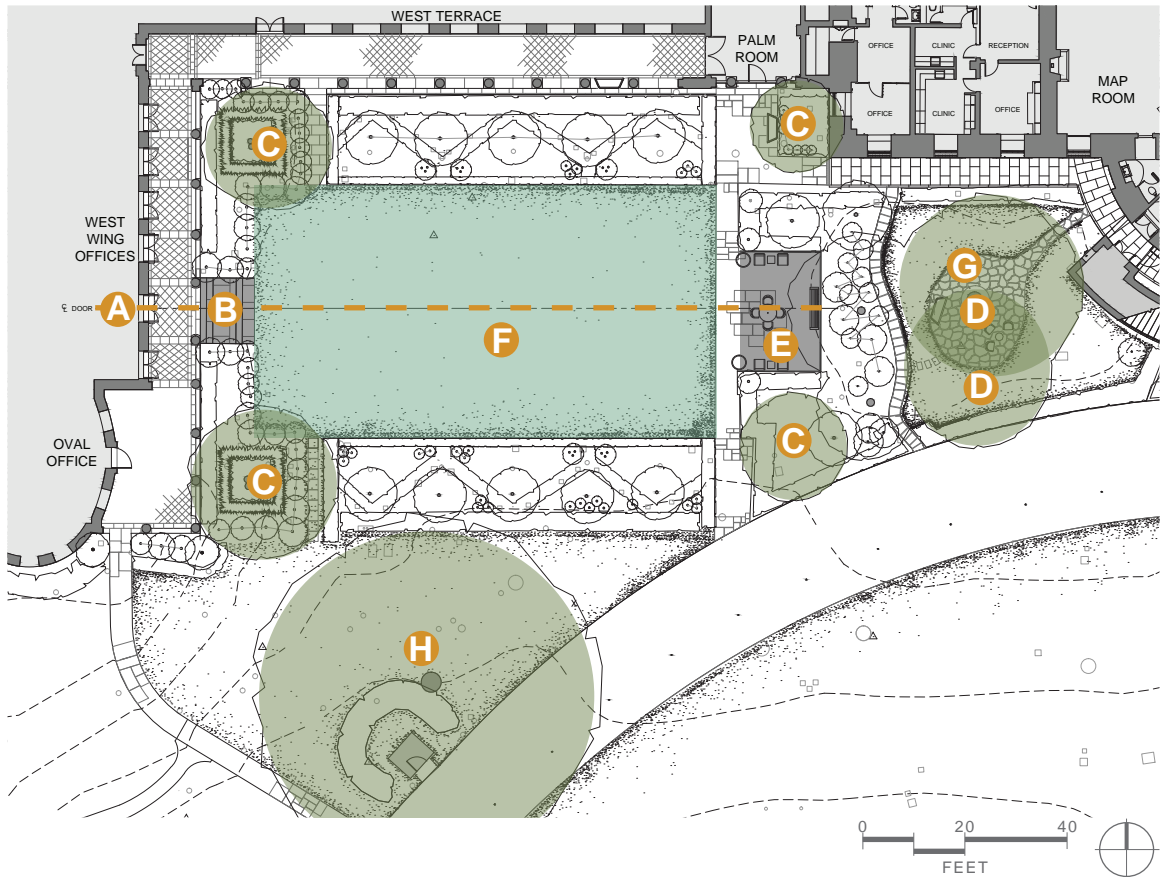 WEST TERRACE
PALM
ROOM
OFFICE
CLINIC
RECEPTION
MAP
ROOM
OFFICE
CLINIC
OFFICE
C
C
WEST
WING
OFFICES
G
℄ DOOR
A
B
D
F
E
D
OVAL
OFFICE
C
C
H
0 20 40
FEET